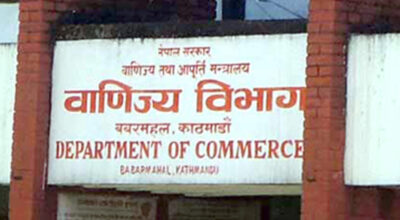 नेपाल सरकार
वाणिज्य तथा आपूर्ति मन्त्रालय
वाणिज्य विभाग
बबरमहल, काठमाडौं
DEPARTMENT OF COMMERCE
BABARMAHAL, KATHMANDU